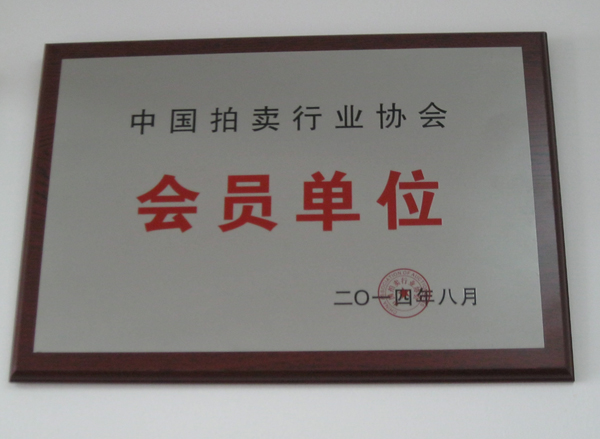 中国拍卖行业协会
会员单位
二〇一四年八月